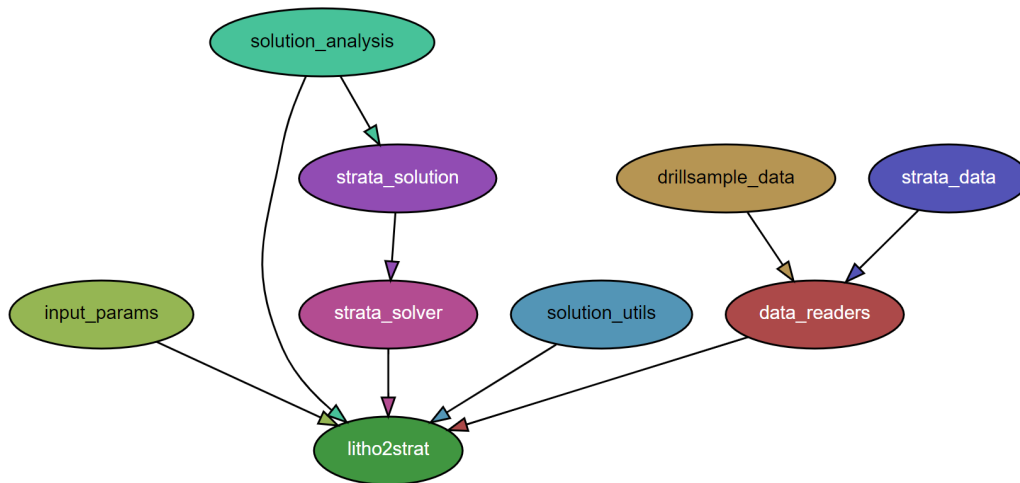 solution_analysis
strata_solution
drillsample_data
strata_data
input_params
strata_solver
solution_utils
data_readers
litho2strat